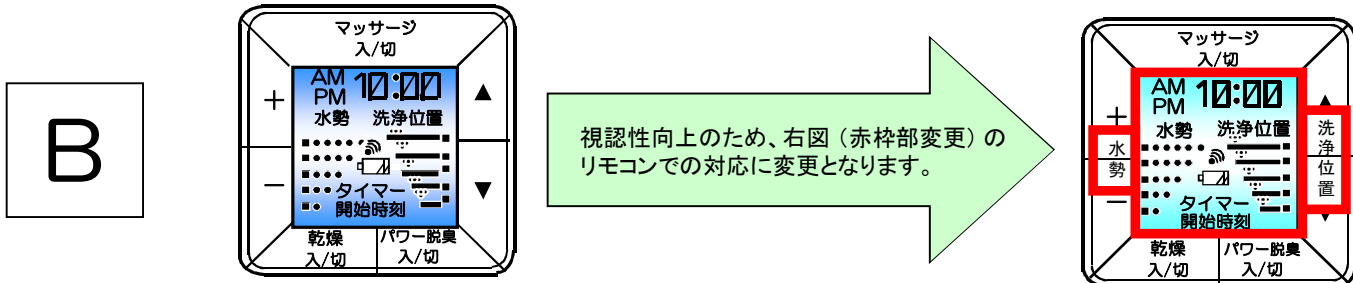 B
マッサージ
入/切
+
▲
AM
PM
10:00
水勢 洗浄位置
−
▼
タイマー
開始時刻
乾燥
入/切
パワー脱臭
入/切
視認性向上のため、右図（赤枠部変更）の
リモコンでの対応に変更となります。
マッサージ
入/切
+
▲
AM
PM
10:00
水勢 洗浄位置
水勢
洗浄位置
−
▼
タイマー
開始時刻
乾燥
入/切
パワー脱臭
入/切